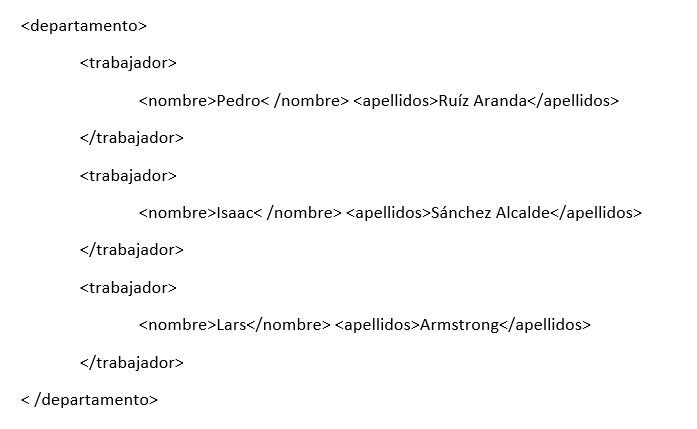 <departamento>
<trabajador>
<nombre>Pedro< /nombre> <apellidos>Ruíz Aranda</apellidos>
</trabajador>
<trabajador>
<nombre>Isaac< /nombre> <apellidos>Sánchez Alcalde</apellidos>
</trabajador>
<trabajador>
<nombre>Lars</nombre> <apellidos>Armstrong</apellidos>
</trabajador>
< /departamento>